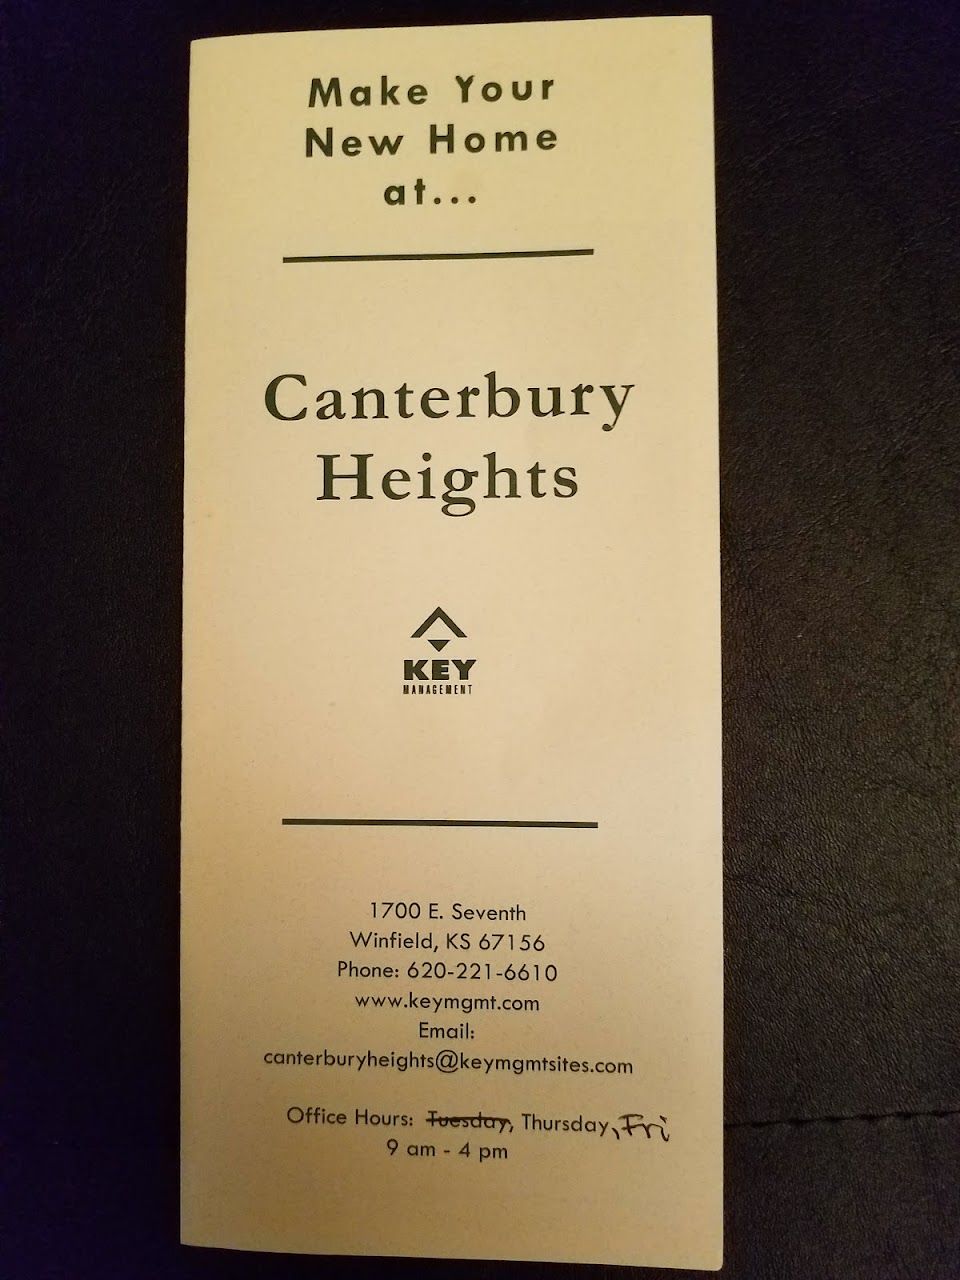 Make Your
New Home
at...
Canterbury
Heights
KEY
MANAGEMENT
1700 E. Seventh
Winfield, KS 67156
Phone: 620-221-6610
www.keymgmt.com
Email:
canterburyheights@keymgmtsites.com
Office Hours: Tuesday, Thursday, Fri
9 am - 4 pm